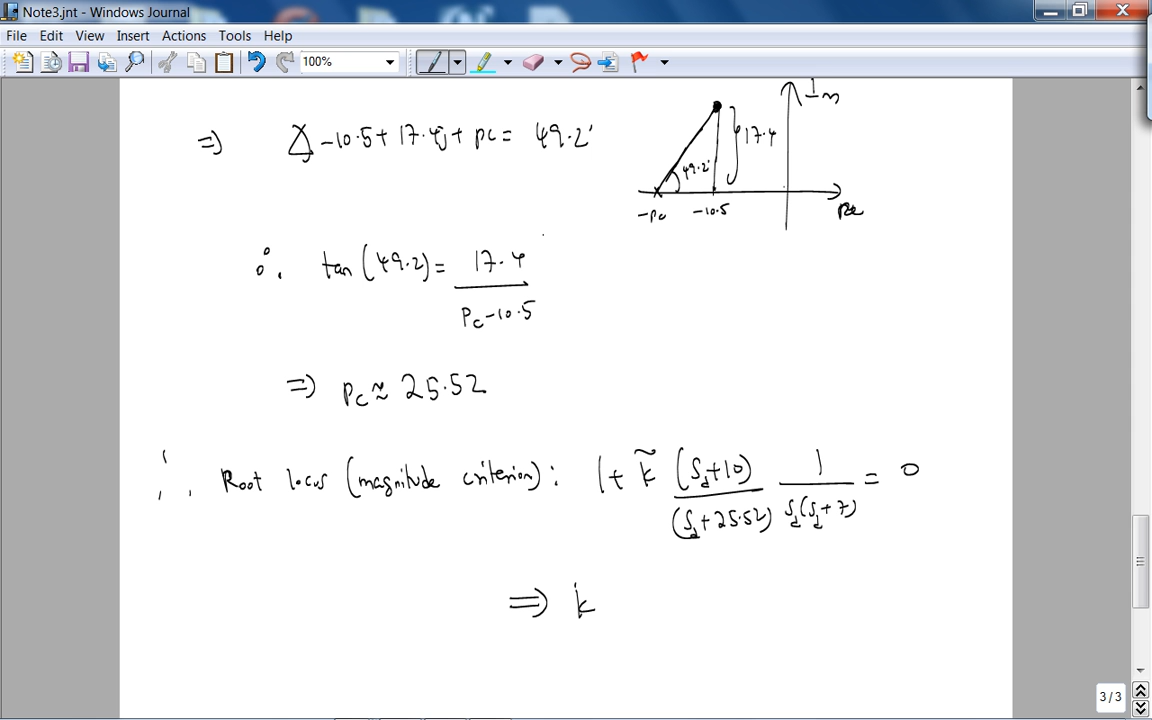 Note3.jnt - Windows Journal
File Edit View Insert Actions Tools Help
100%
Im
=) ∠ -10.5 + 17.4j + pc = 49.2°
17.4
49.2°
-pc -10.5 Re
∴ tan(49.2) = 17.4
pc-10.5
=) pc ≈ 25.52
∴ Root locus (magnitude criterion): 1 + k̃ (sd+10) 1 = 0
(sd+25.52) sd(sd+7)
⇒ k
3/3